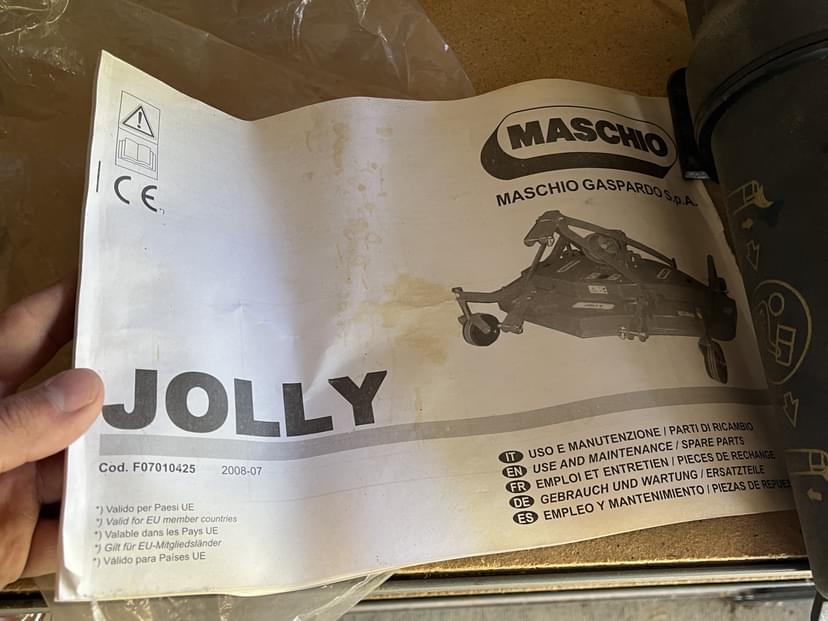 MASCHIO
MASCHIO GASPARDO S.p.A.
CE*)
JOLLY
Cod. F07010425 2008-07
*) Valido per Paesi UE
*) Valid for EU member countries
*) Valable dans les Pays UE
*) Gilt für EU-Mitgliedsländer
*) Válido para Países UE
IT USO E MANUTENZIONE / PARTI DI RICAMBIO
EN USE AND MAINTENANCE / SPARE PARTS
FR EMPLOI ET ENTRETIEN / PIECES DE RECHANGE
DE GEBRAUCH UND WARTUNG / ERSATZTEILE
ES EMPLEO Y MANTENIMIENTO / PIEZAS DE REPUES